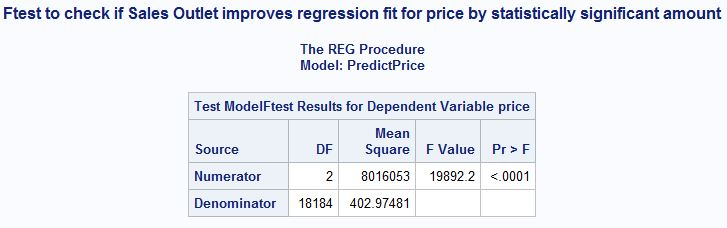 Ftest to check if Sales Outlet improves regression fit for price by statistically significant amount
The REG Procedure
Model: PredictPrice
Test ModelFtest Results for Dependent Variable price
Source DF Mean Square F Value Pr > F
Numerator 2 8016053 19892.2 <.0001
Denominator 18184 402.97481